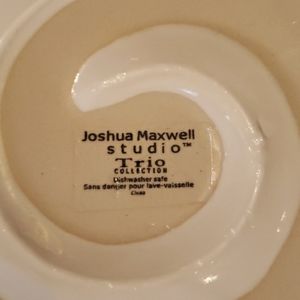 Joshua Maxwell
studio™
Trio
COLLECTION
Dishwasher safe
Sans danger pour lave-vaisselle
China